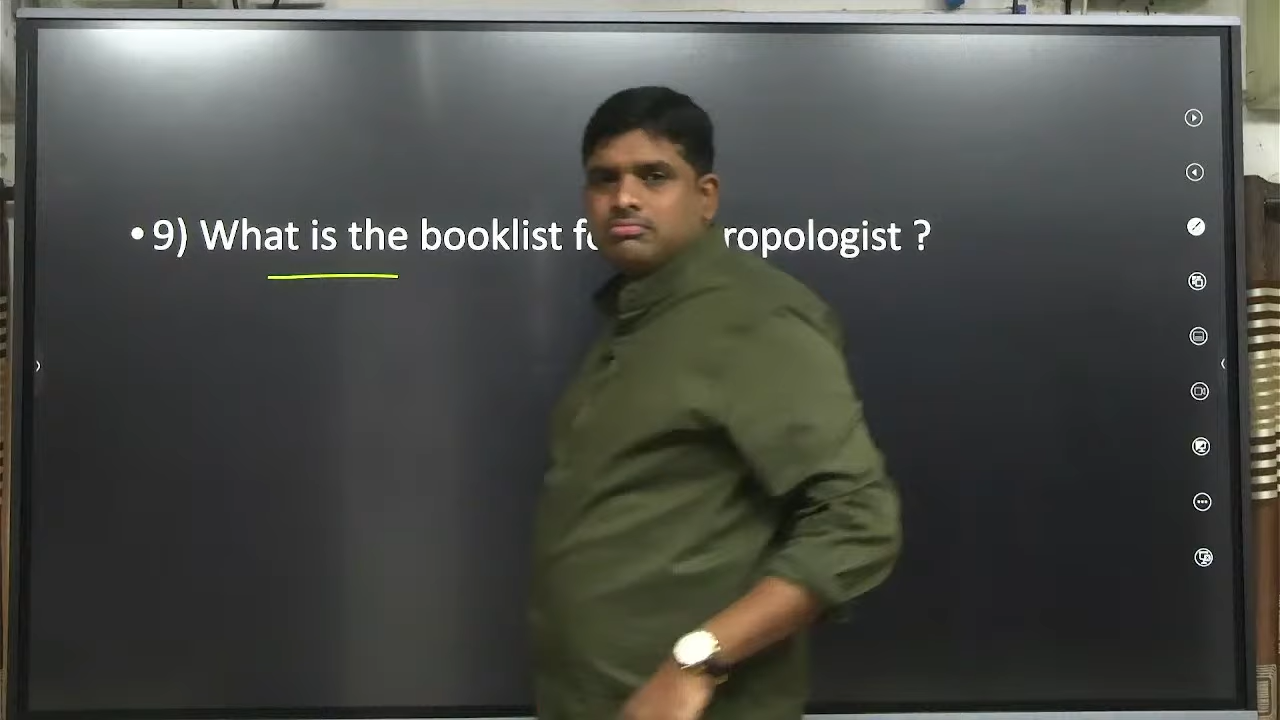 • 9) What is the booklist ropologist ?